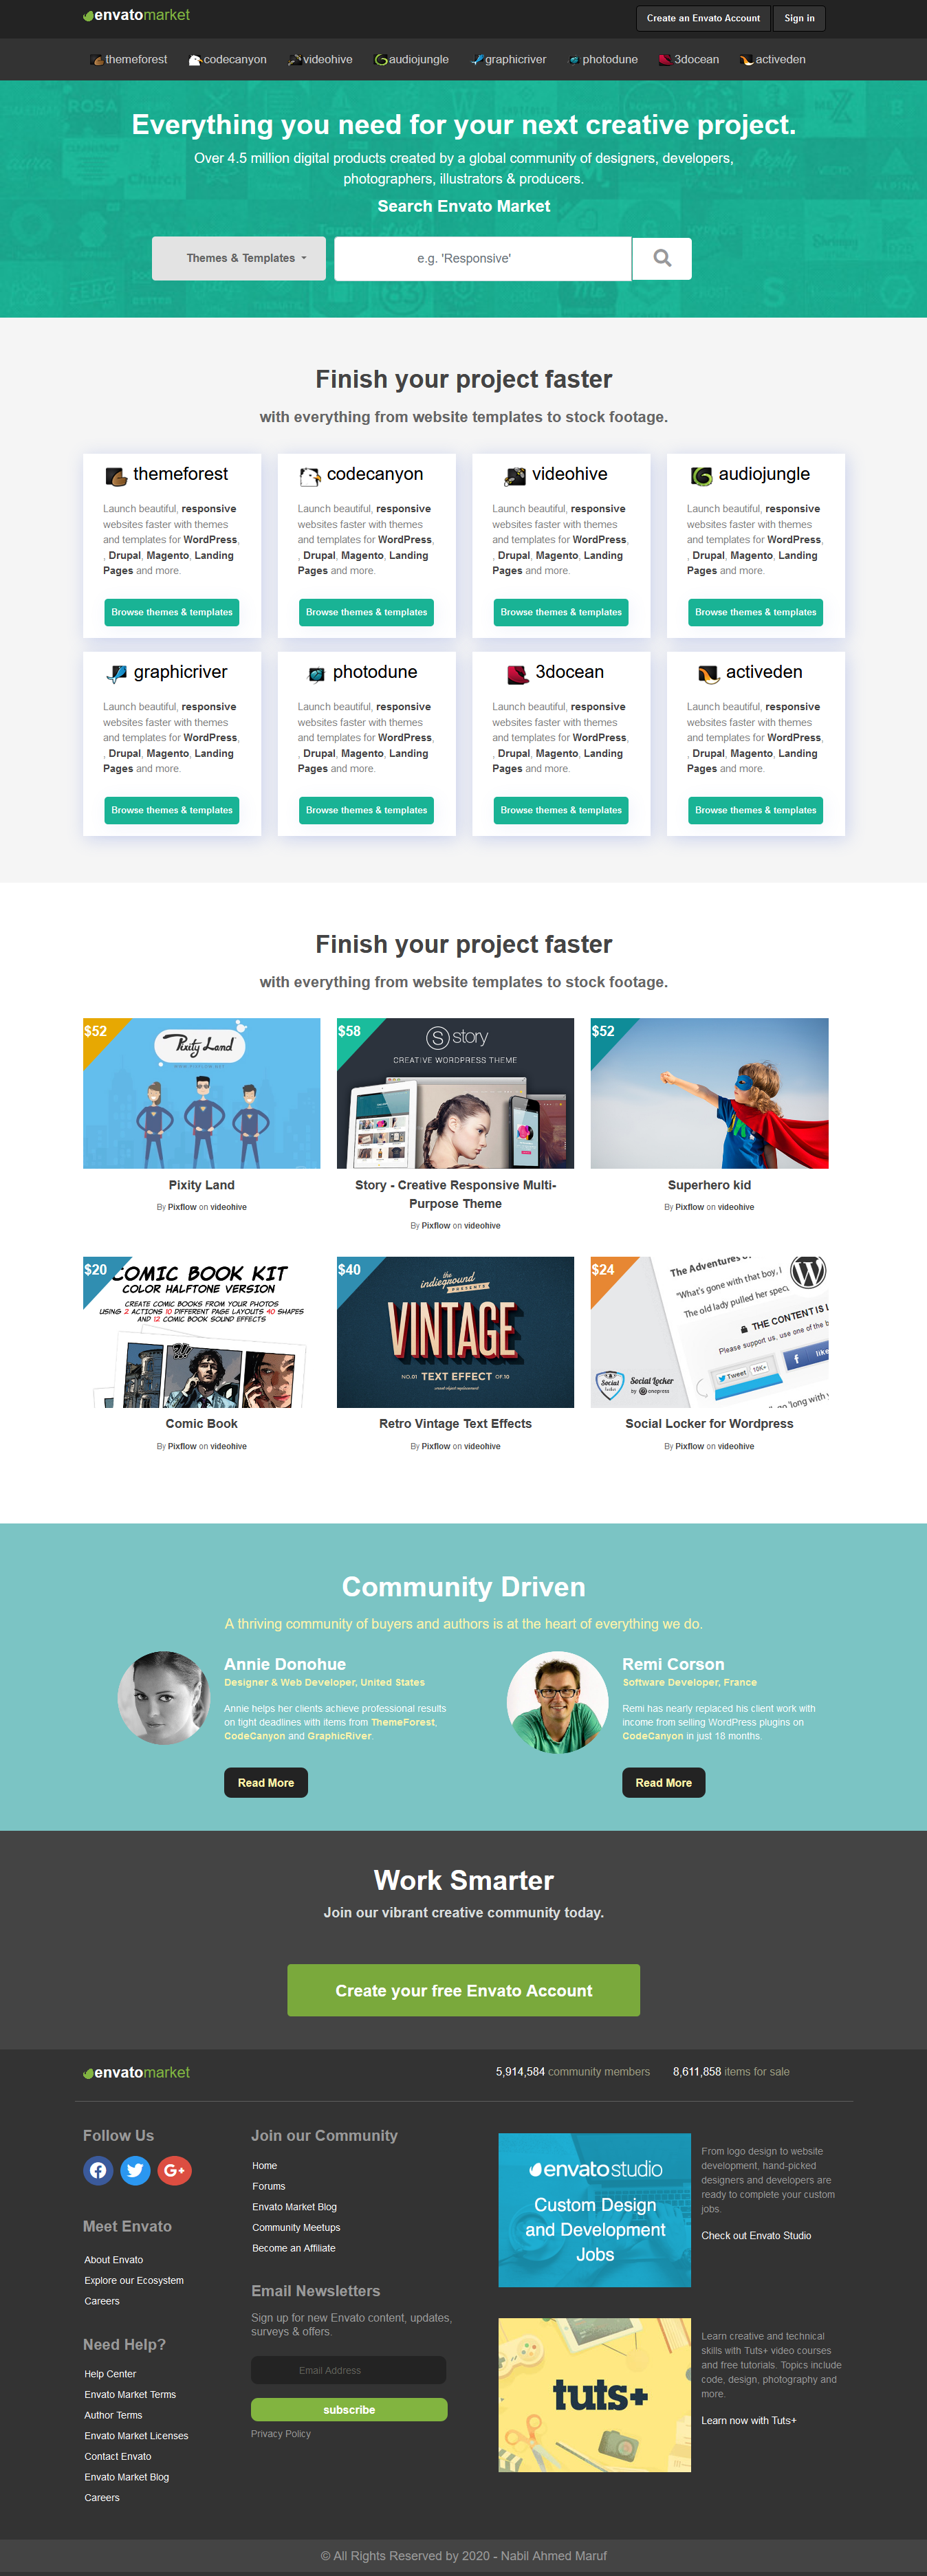 envatomarket
Create an Envato Account
Sign in
themeforest
codecanyon
videohive
audiojungle
graphicriver
photodune
3docean
activeden
Everything you need for your next creative project.
Over 4.5 million digital products created by a global community of designers, developers,
photographers, illustrators & producers.
Search Envato Market
Themes & Templates
e.g. 'Responsive'
Finish your project faster
with everything from website templates to stock footage.
themeforest
Launch beautiful, responsive
websites faster with themes
and templates for WordPress,
, Drupal, Magento, Landing
Pages and more.
Browse themes & templates
codecanyon
Launch beautiful, responsive
websites faster with themes
and templates for WordPress,
, Drupal, Magento, Landing
Pages and more.
Browse themes & templates
videohive
Launch beautiful, responsive
websites faster with themes
and templates for WordPress,
, Drupal, Magento, Landing
Pages and more.
Browse themes & templates
audiojungle
Launch beautiful, responsive
websites faster with themes
and templates for WordPress,
, Drupal, Magento, Landing
Pages and more.
Browse themes & templates
graphicriver
Launch beautiful, responsive
websites faster with themes
and templates for WordPress,
, Drupal, Magento, Landing
Pages and more.
Browse themes & templates
photodune
Launch beautiful, responsive
websites faster with themes
and templates for WordPress,
, Drupal, Magento, Landing
Pages and more.
Browse themes & templates
3docean
Launch beautiful, responsive
websites faster with themes
and templates for WordPress,
, Drupal, Magento, Landing
Pages and more.
Browse themes & templates
activeden
Launch beautiful, responsive
websites faster with themes
and templates for WordPress,
, Drupal, Magento, Landing
Pages and more.
Browse themes & templates
Finish your project faster
with everything from website templates to stock footage.
$52
Pixity Land
Pixity Land
By Pixflow on videohive
$58
S story
CREATIVE WORDPRESS THEME
Story - Creative Responsive Multi-
Purpose Theme
By Pixflow on videohive
$52
Superhero kid
By Pixflow on videohive
$20
COMIC BOOK KIT
COLOR HALFTONE VERSION
CREATE COMIC BOOKS FROM YOUR PHOTOS
USING 2 ACTIONS 10 DIFFERENT PAGE LAYOUTS 40 SHAPES
AND 12 COMIC BOOK SOUND EFFECTS
?!!
Comic Book
By Pixflow on videohive
$40
the
indieground
PRESENTS
VINTAGE
NO.01 TEXT EFFECT OF.10
Retro Vintage Text Effects
By Pixflow on videohive
$24
The Adventures
"What's gone with that boy,
The old lady pulled her
THE CONTENT IS L
Please support us, use one of the b
Tweet 10K+
like
Social Locker
by onepress
long with
Social Locker for Wordpress
By Pixflow on videohive
Community Driven
A thriving community of buyers and authors is at the heart of everything we do.
Annie Donohue
Designer & Web Developer, United States
Annie helps her clients achieve professional results
on tight deadlines with items from ThemeForest,
CodeCanyon and GraphicRiver.
Read More
Remi Corson
Software Developer, France
Remi has nearly replaced his client work with
income from selling WordPress plugins on
CodeCanyon in just 18 months.
Read More
Work Smarter
Join our vibrant creative community today.
Create your free Envato Account
envatomarket
5,914,584 community members
8,611,858 items for sale
Follow Us
Meet Envato
About Envato
Explore our Ecosystem
Careers
Need Help?
Help Center
Envato Market Terms
Author Terms
Envato Market Licenses
Contact Envato
Envato Market Blog
Careers
Join our Community
Home
Forums
Envato Market Blog
Community Meetups
Become an Affiliate
Email Newsletters
Sign up for new Envato content, updates,
surveys & offers.
Email Address
subscribe
Privacy Policy
envatostudio
Custom Design
and Development
Jobs
From logo design to website
development, hand-picked
designers and developers are
ready to complete your custom
jobs.
Check out Envato Studio
tuts+
Learn creative and technical
skills with Tuts+ video courses
and free tutorials. Topics include
code, design, photography and
more.
Learn now with Tuts+
© All Rights Reserved by 2020 - Nabil Ahmed Maruf